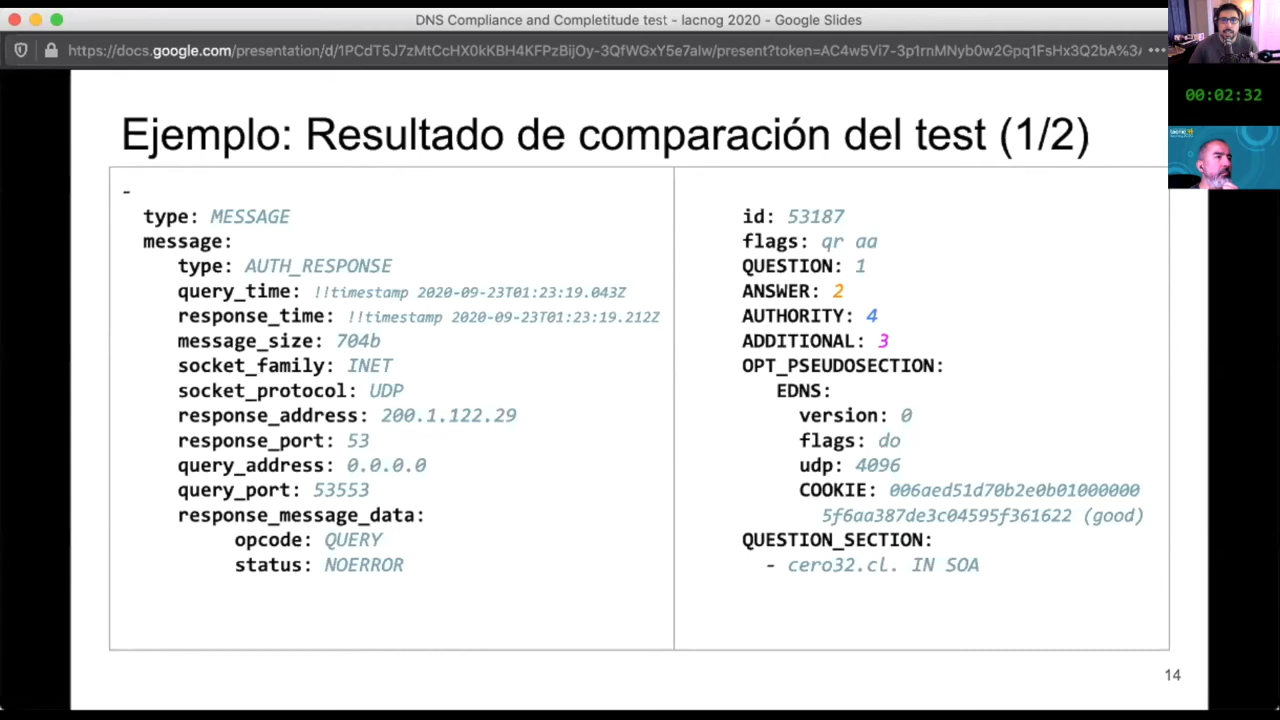 DNS Compliance and Completitude test - lacnog 2020 - Google Slides
00:02:32
Ejemplo: Resultado de comparación del test (1/2)
-
type: MESSAGE
message:
type: AUTH_RESPONSE
query_time: !!timestamp 2020-09-23T01:23:19.043Z
response_time: !!timestamp 2020-09-23T01:23:19.212Z
message_size: 704b
socket_family: INET
socket_protocol: UDP
response_address: 200.1.122.29
response_port: 53
query_address: 0.0.0.0
query_port: 53553
response_message_data:
opcode: QUERY
status: NOERROR
id: 53187
flags: qr aa
QUESTION: 1
ANSWER: 2
AUTHORITY: 4
ADDITIONAL: 3
OPT_PSEUDOSECTION:
EDNS:
version: 0
flags: do
udp: 4096
COOKIE: 006aed51d70b2e0b01000000
5f6aa387de3c04595f361622 (good)
QUESTION_SECTION:
- cero32.cl. IN SOA
14